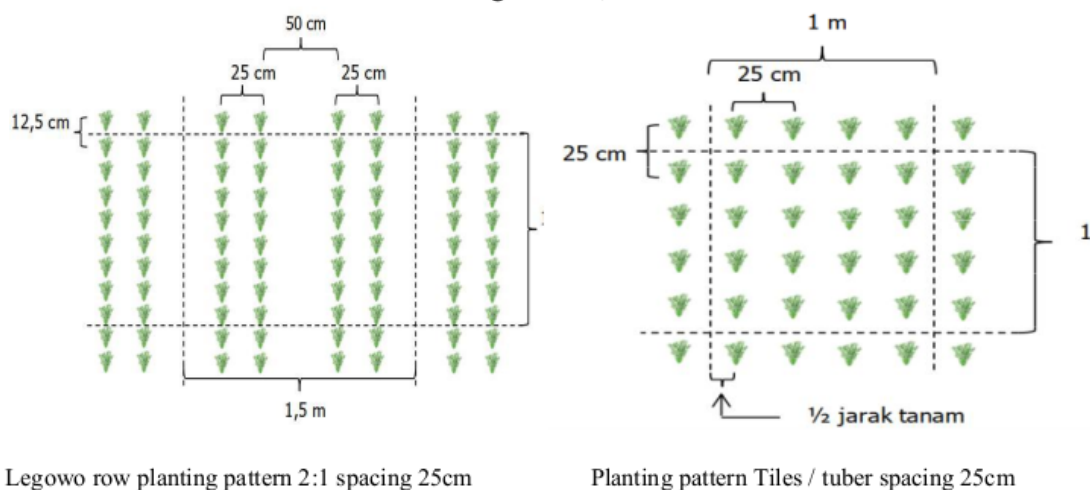 50 cm
25 cm
25 cm
12,5 cm
1,5 m
Legowo row planting pattern 2:1 spacing 25cm
1 m
25 cm
25 cm
1
½ jarak tanam
Planting pattern Tiles / tuber spacing 25cm